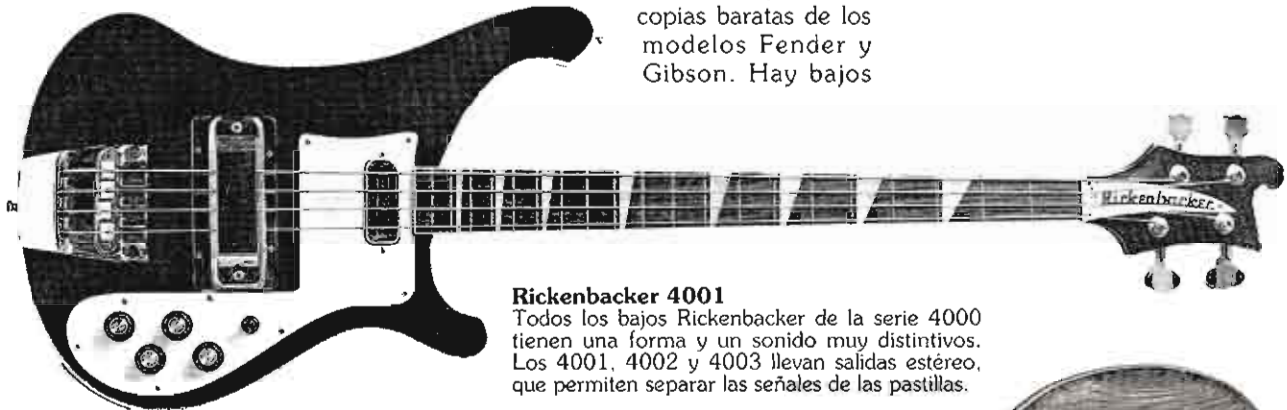 copias baratas de los
modelos Fender y
Gibson. Hay bajos
Rickenbacker
Rickenbacker 4001
Todos los bajos Rickenbacker de la serie 4000
tienen una forma y un sonido muy distintivos.
Los 4001, 4002 y 4003 llevan salidas estéreo,
que permiten separar las señales de las pastillas.